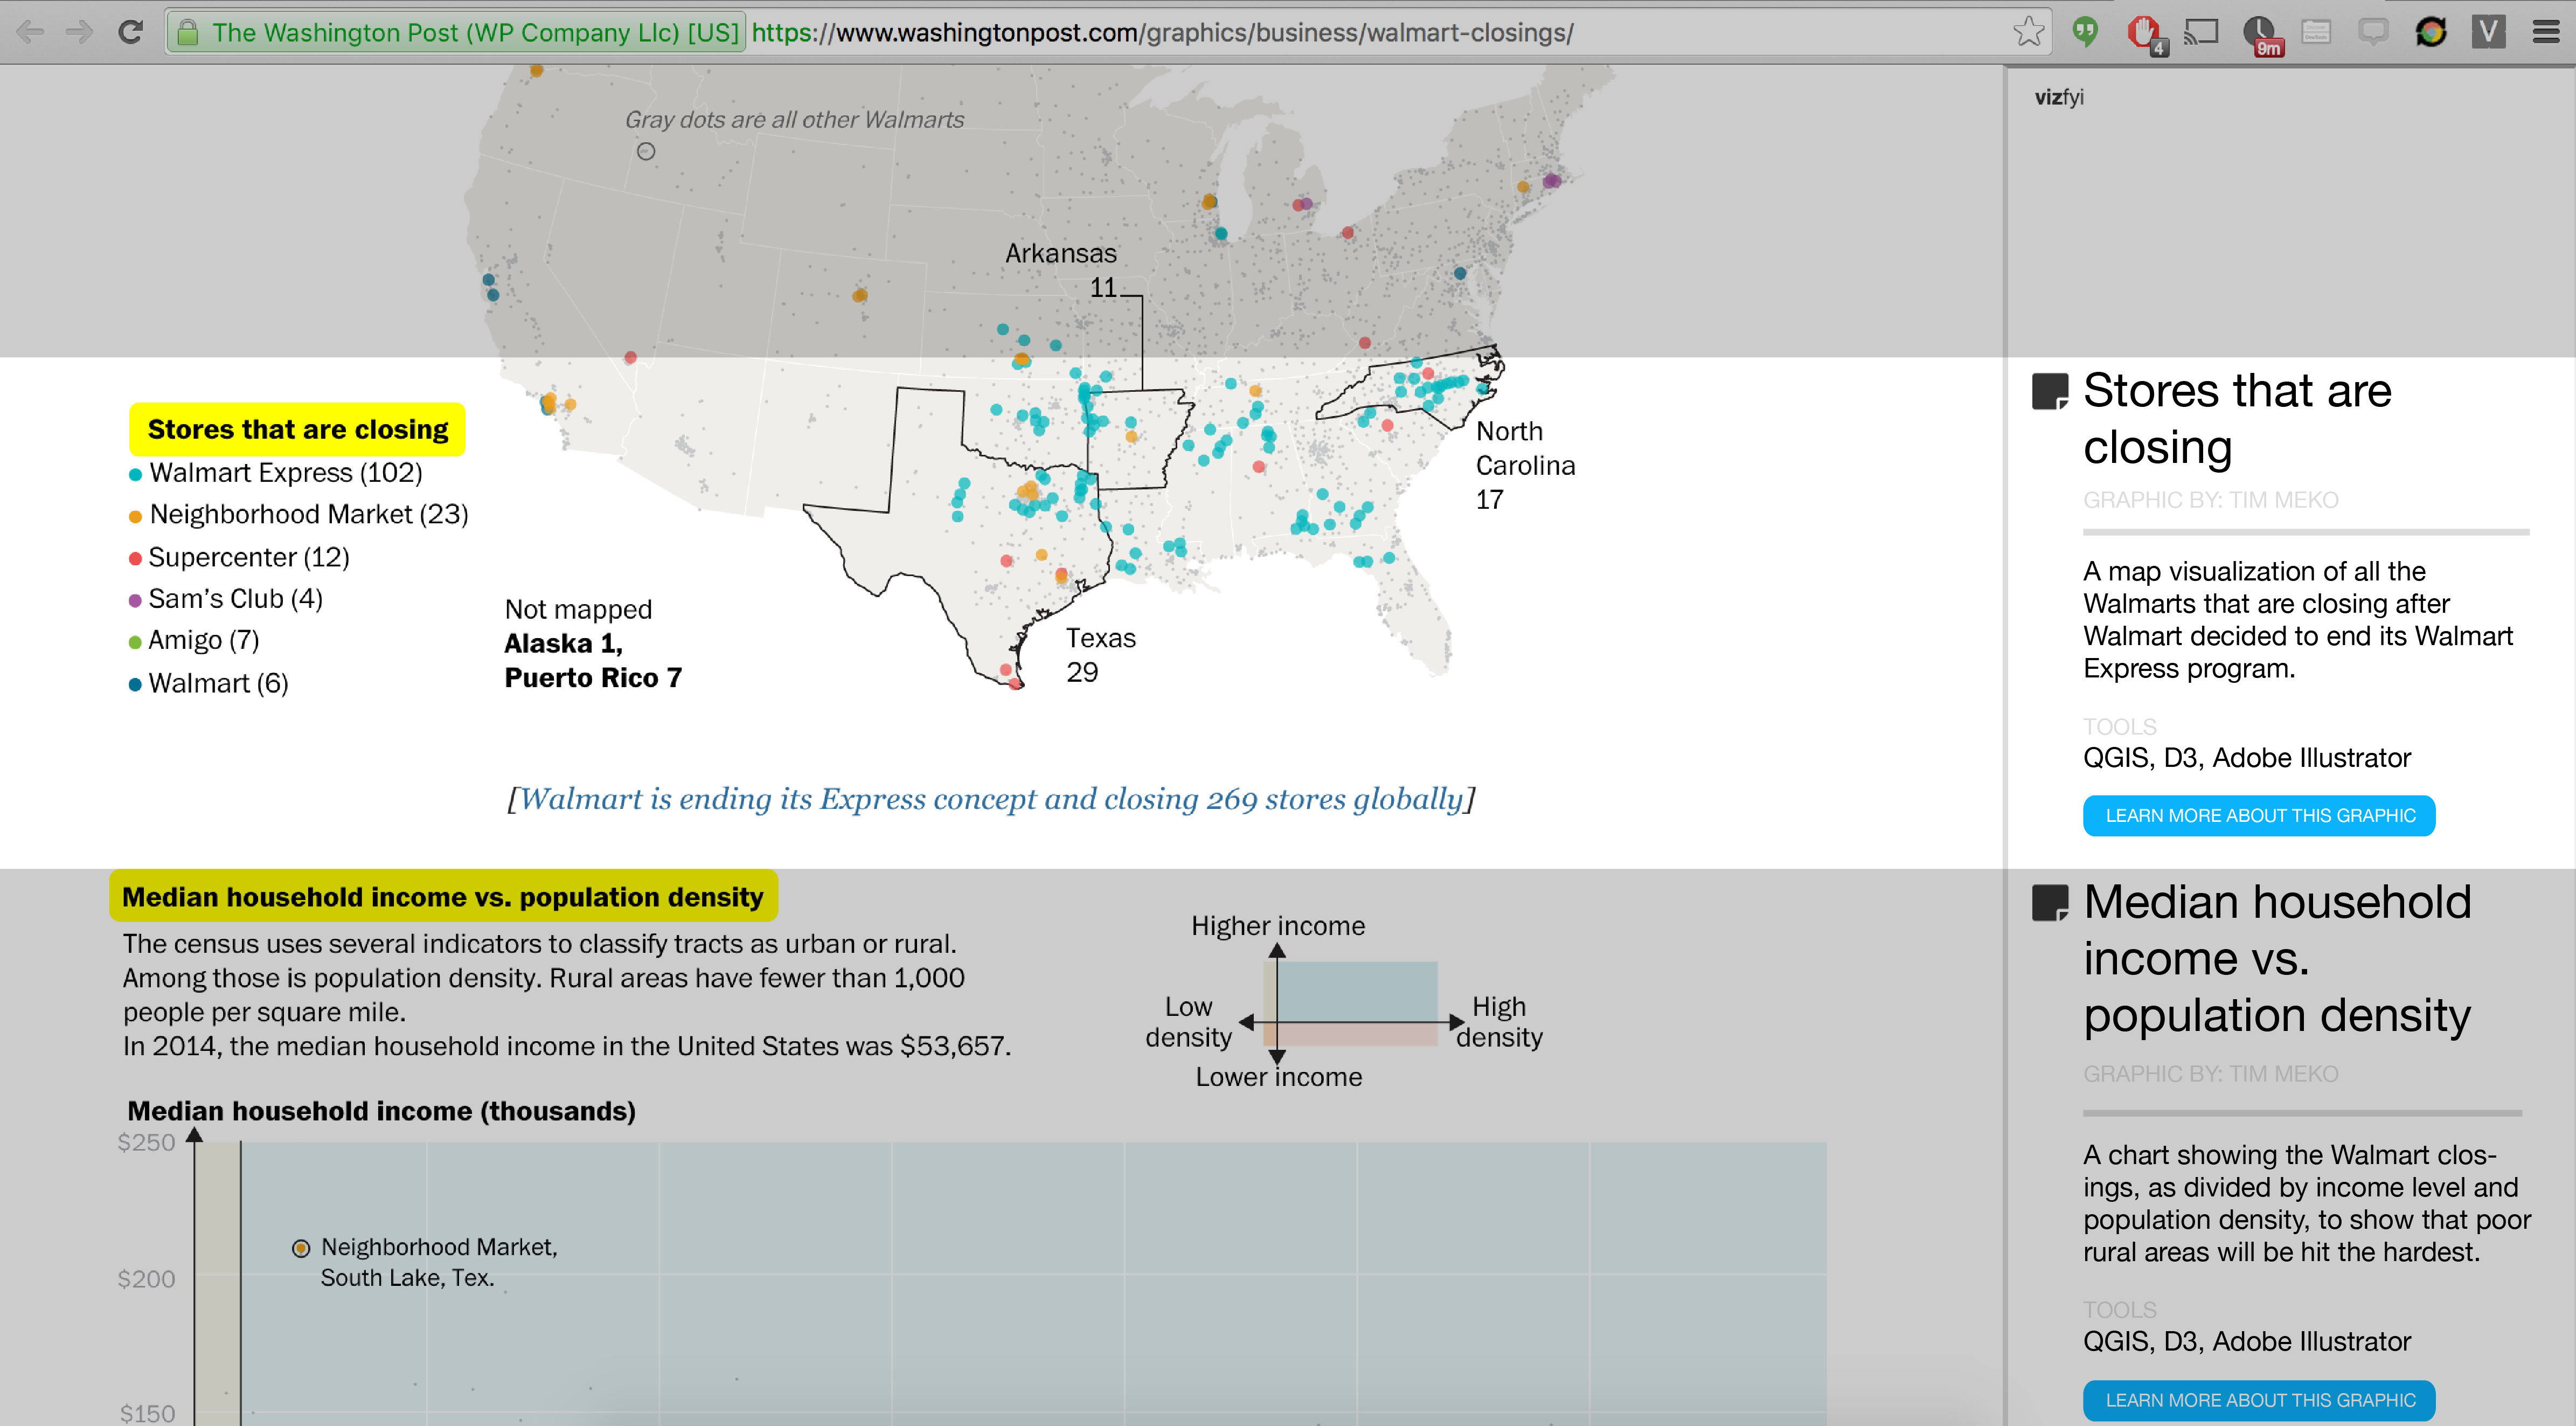 The Washington Post (WP Company Llc) [US] https://www.washingtonpost.com/graphics/business/walmart-closings/
4
9m
V
Gray dots are all other Walmarts
Arkansas
11
Stores that are closing
Walmart Express (102)
Neighborhood Market (23)
Supercenter (12)
Sam's Club (4)
Amigo (7)
Walmart (6)
Not mapped
Alaska 1,
Puerto Rico 7
North
Carolina
17
Texas
29
[Walmart is ending its Express concept and closing 269 stores globally]
Median household income vs. population density
The census uses several indicators to classify tracts as urban or rural.
Among those is population density. Rural areas have fewer than 1,000
people per square mile.
In 2014, the median household income in the United States was $53,657.
Higher income
Low
density
High
density
Lower income
Median household income (thousands)
$250
Neighborhood Market,
South Lake, Tex.
$200
$150
vizfyi
Stores that are
closing
GRAPHIC BY: TIM MEKO
A map visualization of all the
Walmarts that are closing after
Walmart decided to end its Walmart
Express program.
TOOLS
QGIS, D3, Adobe Illustrator
LEARN MORE ABOUT THIS GRAPHIC
Median household
income vs.
population density
GRAPHIC BY: TIM MEKO
A chart showing the Walmart clos-
ings, as divided by income level and
population density, to show that poor
rural areas will be hit the hardest.
TOOLS
QGIS, D3, Adobe Illustrator
LEARN MORE ABOUT THIS GRAPHIC